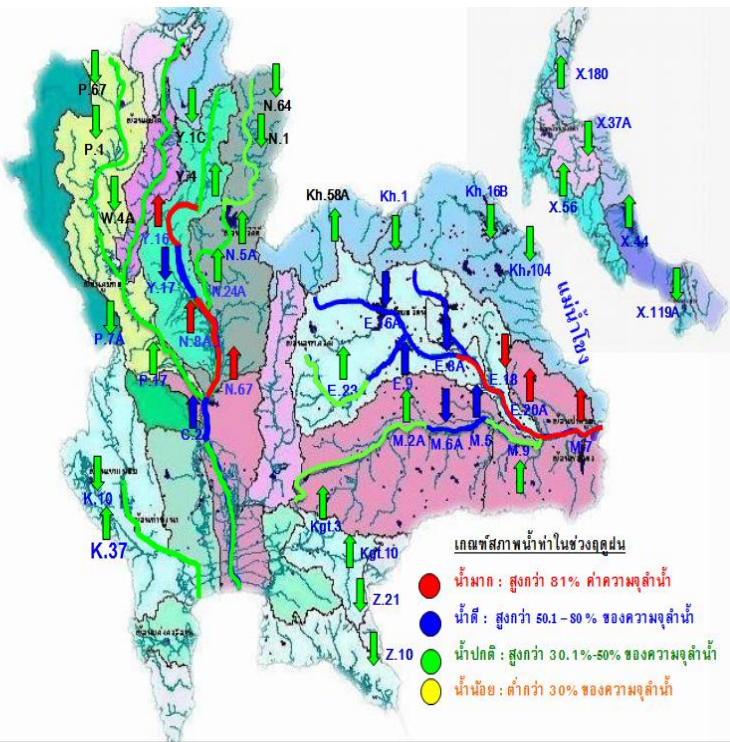 P.67
P.1
W.4A
Y.1C
Y.4
N.64
N.1
Y.16
Y.17
N.5A
N.24A
N.8A
N.67
P.7A
P.17
C.2
K.10
K.37
Kh.58A
Kh.1
Kh.16B
Kh.104
แม่น้ำโขง
E.16A
E.8A
E.9
E.23
E.18
E.20A
M.2A
M.6A
M.5
M.9
M.7
Kgt.3
Kgt.10
Z.21
Z.10
X.180
X.37A
X.56
X.44
X.119A
เกณฑ์สภาพน้ำท่าในช่วงฤดูฝน
น้ำมาก : สูงกว่า 81% ค่าความจุลำน้ำ
น้ำดี : สูงกว่า 50.1 – 80 % ของความจุลำน้ำ
น้ำปกติ : สูงกว่า 30.1%-50% ของความจุลำน้ำ
น้ำน้อย : ต่ำกว่า 30% ของความจุลำน้ำ